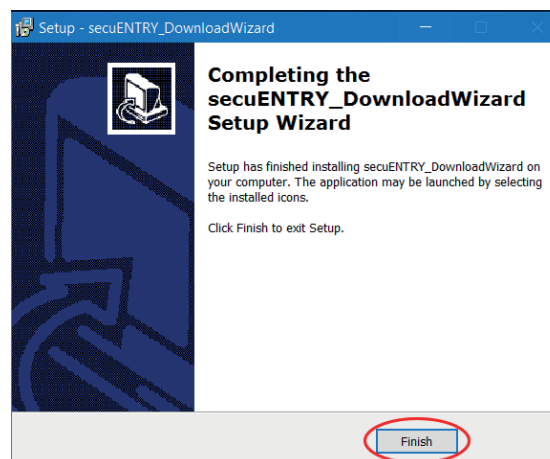 Setup - secuENTRY_DownloadWizard
Completing the
secuENTRY_DownloadWizard
Setup Wizard
Setup has finished installing secuENTRY_DownloadWizard on
your computer. The application may be launched by selecting
the installed icons.
Click Finish to exit Setup.
Finish